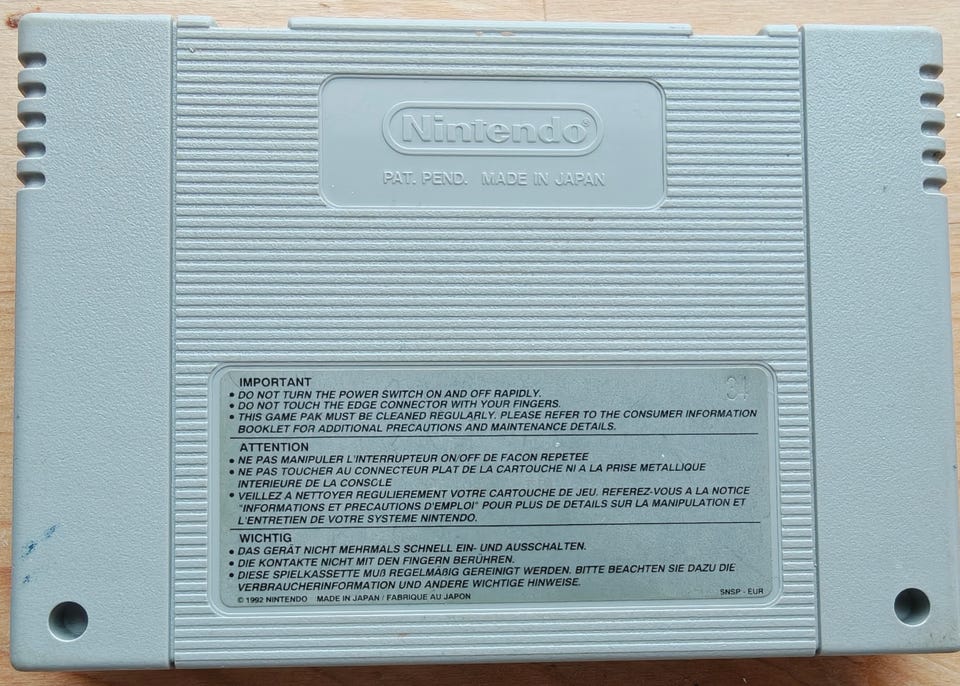 Nintendo®
PAT. PEND. MADE IN JAPAN
34
IMPORTANT
• DO NOT TURN THE POWER SWITCH ON AND OFF RAPIDLY.
• DO NOT TOUCH THE EDGE CONNECTOR WITH YOUR FINGERS.
• THIS GAME PAK MUST BE CLEANED REGULARLY. PLEASE REFER TO THE CONSUMER INFORMATION
BOOKLET FOR ADDITIONAL PRECAUTIONS AND MAINTENANCE DETAILS.
ATTENTION
• NE PAS MANIPULER L'INTERRUPTEUR ON/OFF DE FACON REPETEE
• NE PAS TOUCHER AU CONNECTEUR PLAT DE LA CARTOUCHE NI A LA PRISE METALLIQUE
INTERIEURE DE LA CONSOLE
• VEILLEZ A NETTOYER REGULIEREMENT VOTRE CARTOUCHE DE JEU. REFEREZ-VOUS A LA NOTICE
"INFORMATIONS ET PRECAUTIONS D'EMPLOI" POUR PLUS DE DETAILS SUR LA MANIPULATION ET
L'ENTRETIEN DE VOTRE SYSTEME NINTENDO.
WICHTIG
• DAS GERÄT NICHT MEHRMALS SCHNELL EIN- UND AUSSCHALTEN.
• DIE KONTAKTE NICHT MIT DEN FINGERN BERÜHREN.
• DIESE SPIELKASSETTE MUß REGELMÄßIG GEREINIGT WERDEN. BITTE BEACHTEN SIE DAZU DIE
VERBRAUCHERINFORMATION UND ANDERE WICHTIGE HINWEISE.
© 1992 NINTENDO MADE IN JAPAN / FABRIQUE AU JAPON SNSP - EUR